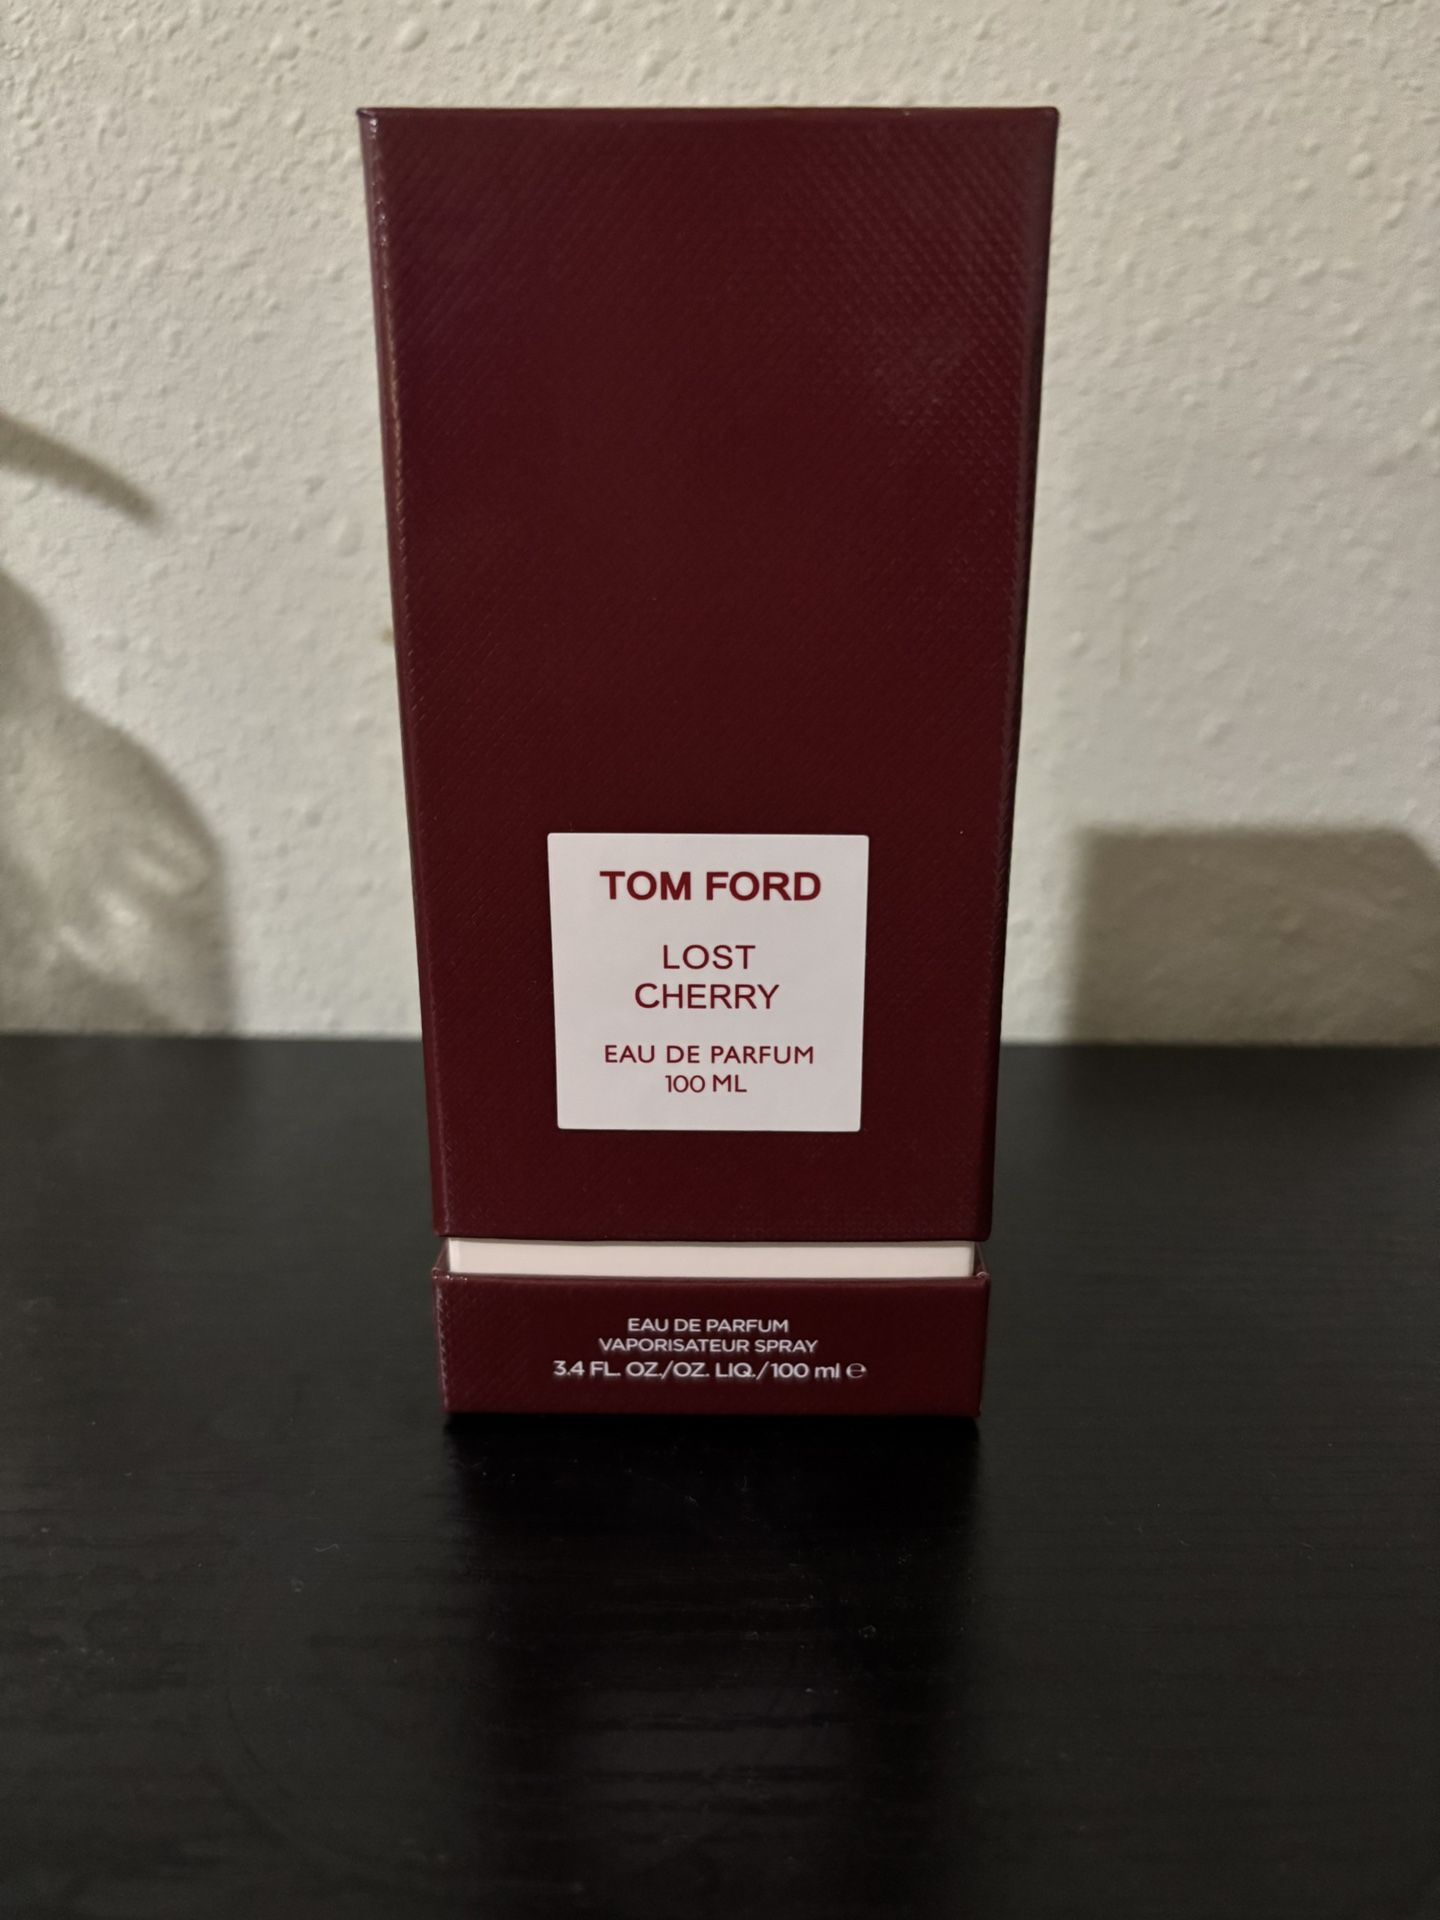 TOM FORD
LOST
CHERRY
EAU DE PARFUM
100 ML
EAU DE PARFUM
VAPORISATEUR SPRAY
3.4 FL. OZ./OZ. LIQ./100 ml ℮